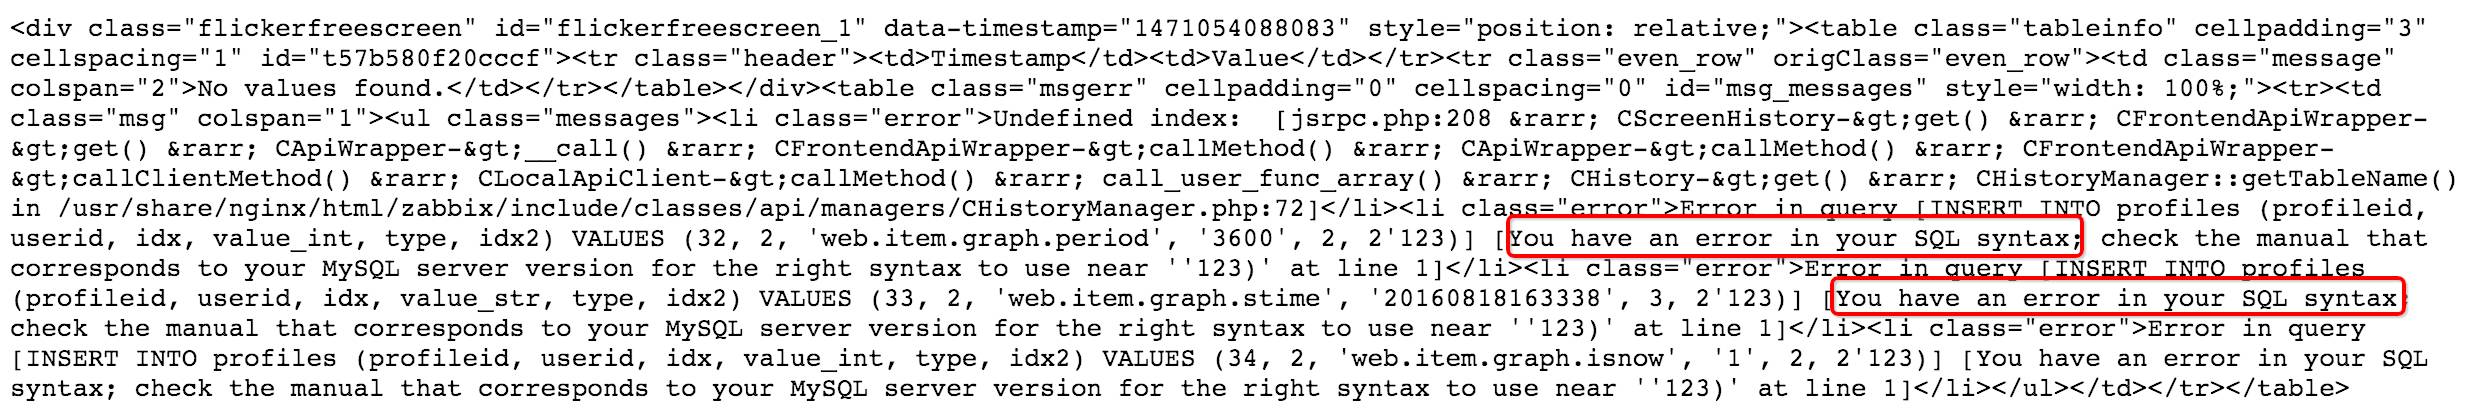 <div class="flickerfreescreen" id="flickerfreescreen_1" data-timestamp="1471054088083" style="position: relative;"><table class="tableinfo" cellpadding="3"
cellspacing="1" id="t57b580f20cccf"><tr class="header"><td>Timestamp</td><td>Value</td></tr><tr class="even_row" origClass="even_row"><td class="message"
colspan="2">No values found.</td></tr></table></div><table class="msgerr" cellpadding="0" cellspacing="0" id="msg_messages" style="width: 100%;"><tr><td
class="msg" colspan="1"><ul class="messages"><li class="error">Undefined index:  [jsrpc.php:208 &rarr; CScreenHistory-&gt;get() &rarr; CFrontendApiWrapper-
&gt;get() &rarr; CApiWrapper-&gt;__call() &rarr; CFrontendApiWrapper-&gt;callMethod() &rarr; CApiWrapper-&gt;callMethod() &rarr; CFrontendApiWrapper-
&gt;callClientMethod() &rarr; CLocalApiClient-&gt;callMethod() &rarr; call_user_func_array() &rarr; CHistory-&gt;get() &rarr; CHistoryManager::getTableName()
in /usr/share/nginx/html/zabbix/include/classes/api/managers/CHistoryManager.php:72]</li><li class="error">Error in query [INSERT INTO profiles (profileid,
userid, idx, value_int, type, idx2) VALUES (32, 2, 'web.item.graph.period', '3600', 2, 2'123)] [You have an error in your SQL syntax; check the manual that
corresponds to your MySQL server version for the right syntax to use near ''123)' at line 1]</li><li class="error">Error in query [INSERT INTO profiles
(profileid, userid, idx, value_str, type, idx2) VALUES (33, 2, 'web.item.graph.stime', '20160818163338', 3, 2'123)] [You have an error in your SQL syntax;
check the manual that corresponds to your MySQL server version for the right syntax to use near ''123)' at line 1]</li><li class="error">Error in query
[INSERT INTO profiles (profileid, userid, idx, value_int, type, idx2) VALUES (34, 2, 'web.item.graph.isnow', '1', 2, 2'123)] [You have an error in your SQL
syntax; check the manual that corresponds to your MySQL server version for the right syntax to use near ''123)' at line 1]</li></ul></td></tr></table>